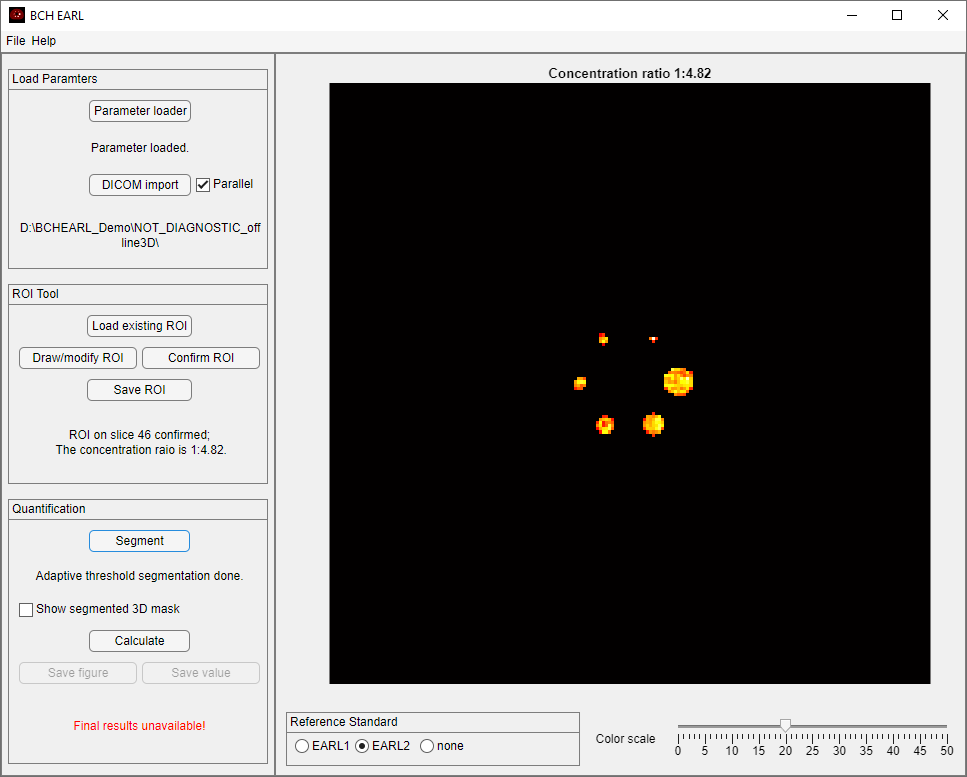 BCH EARL
File Help
Load Paramters
Parameter loader
Parameter loaded.
DICOM import
Parallel
D:\BCHEARL_Demo\NOT_DIAGNOSTIC_off
line3D\
ROI Tool
Load existing ROI
Draw/modify ROI
Confirm ROI
Save ROI
ROI on slice 46 confirmed;
The concentration raio is 1:4.82.
Quantification
Segment
Adaptive threshold segmentation done.
Show segmented 3D mask
Calculate
Save figure
Save value
Final results unavailable!
Concentration ratio 1:4.82
Reference Standard
EARL1 EARL2 none
Color scale
0 5 10 15 20 25 30 35 40 45 50